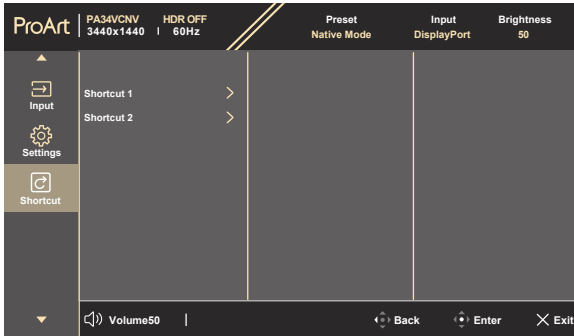 ProArt
PA34VCNV HDR OFF
3440x1440 | 60Hz
Preset
Native Mode
Input
DisplayPort
Brightness
50
Input
Settings
Shortcut
Shortcut 1
Shortcut 2
Volume50 |
Back
Enter
Exit